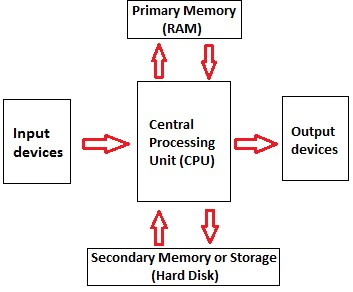 Primary Memory
(RAM)
Input
devices
Central
Processing
Unit (CPU)
Output
devices
Secondary Memory or Storage
(Hard Disk)